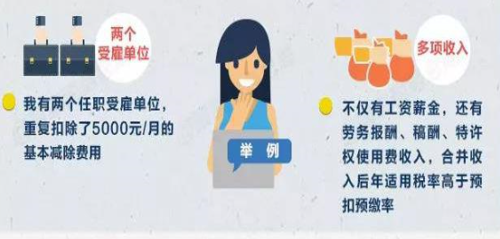 两个
受雇单位
我有两个任职受雇单位，
重复扣除了5000元/月的
基本减除费用
举 例
多项收入
不仅有工资薪金，还有
劳务报酬、稿酬、特许
权使用费收入，合并收
入后年适用税率高于预
扣预缴率